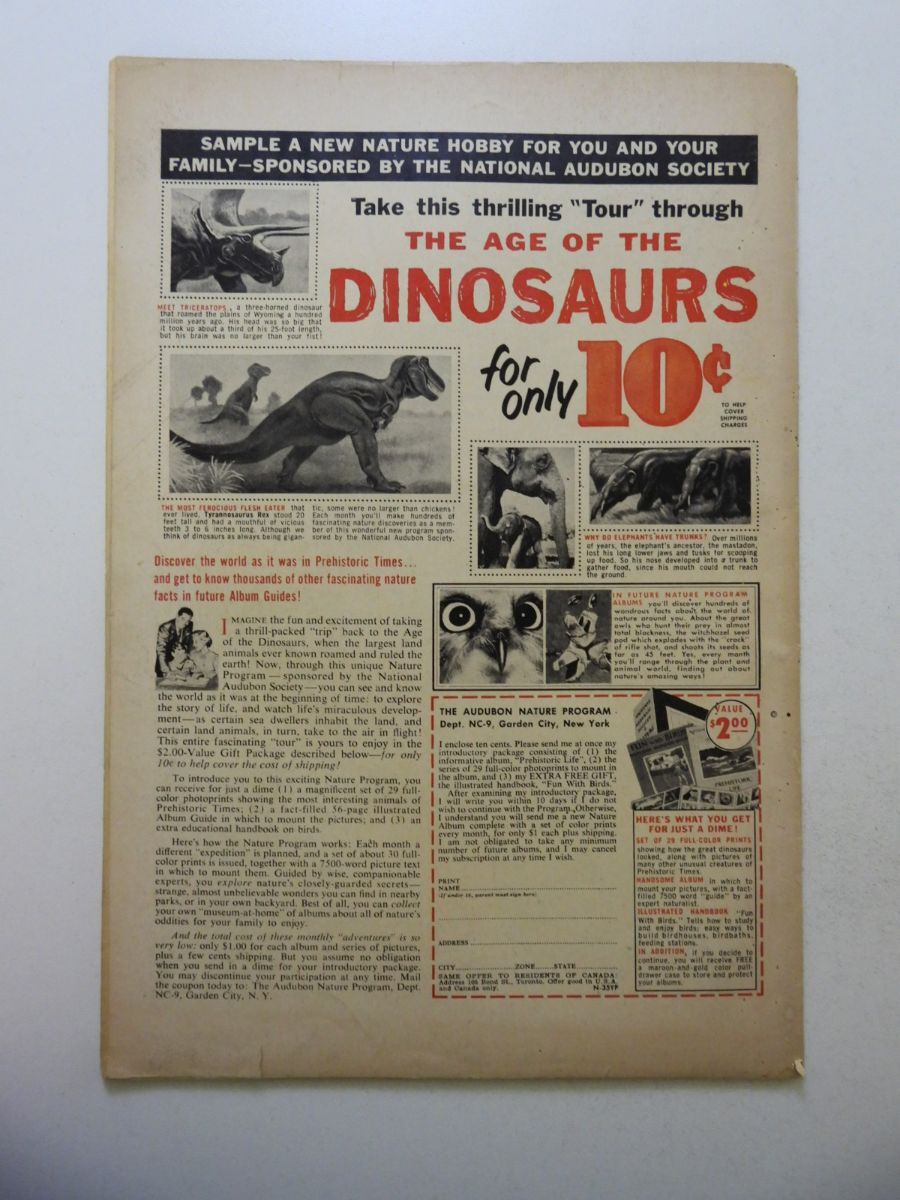 SAMPLE A NEW NATURE HOBBY FOR YOU AND YOUR
FAMILY—SPONSORED BY THE NATIONAL AUDUBON SOCIETY
Take this thrilling "Tour" through
THE AGE OF THE
DINOSAURS
for
only
10¢
TO HELP
COVER
SHIPPING
CHARGES
MEET TRICERATOPS, a three-horned dinosaur
that roamed the plains of Wyoming a hundred
million years ago. His head was so big that
it took up about a third of his 25-foot length,
but his brain was no larger than your fist!
THE MOST FEROCIOUS FLESH EATER that
ever lived, Tyrannosaurus Rex stood 20
feet tall and had a mouthful of vicious
teeth 3 to 6 inches long. Although we
think of dinosaurs as always being gigan-
tic, some were no larger than chickens!
Each month you'll make hundreds of
fascinating nature discoveries as a mem-
ber of this wonderful new program spon-
sored by the National Audubon Society.
WHY DO ELEPHANTS HAVE TRUNKS? Over millions
of years, the elephant's ancestor, the mastadon,
lost his long lower jaws and tusks for scooping
up food. So his nose developed into a trunk to
gather food, since his mouth could not reach
the ground.
Discover the world as it was in Prehistoric Times...
and get to know thousands of other fascinating nature
facts in future Album Guides!
IMAGINE the fun and excitement of taking
a thrill-packed "trip" back to the Age
of the Dinosaurs, when the largest land
animals ever known roamed and ruled the
earth! Now, through this unique Nature
Program—sponsored by the National
Audubon Society—you can see and know
the world as it was at the beginning of time: to explore
the story of life, and watch life's miraculous develop-
ment—as certain sea dwellers inhabit the land, and
certain land animals, in turn, take to the air in flight!
This entire fascinating "tour" is yours to enjoy in the
$2.00-Value Gift Package described below—for only
10¢ to help cover the cost of shipping!
To introduce you to this exciting Nature Program, you
can receive for just a dime (1) a magnificent set of 29 full-
color photoprints showing the most interesting animals of
Prehistoric Times; (2) a fact-filled 56-page illustrated
Album Guide in which to mount the pictures; and (3) an
extra educational handbook on birds.
Here's how the Nature Program works: Each month a
different "expedition" is planned, and a set of about 30 full-
color prints is issued, together with a 7500-word picture text
in which to mount them. Guided by wise, companionable
experts, you explore nature's closely-guarded secrets—
strange, almost unbelievable wonders you can find in nearby
parks, or in your own backyard. Best of all, you can collect
your own "museum-at-home" of albums about all of nature's
oddities for your family to enjoy.
And the total cost of these monthly "adventures" is so
very low: only $1.00 for each album and series of pictures,
plus a few cents shipping. But you assume no obligation
when you send in a dime for your introductory package.
You may discontinue your participation at any time. Mail
the coupon today to: The Audubon Nature Program, Dept.
NC-9, Garden City, N. Y.
IN FUTURE NATURE PROGRAM
ALBUMS you'll discover hundreds of
wondrous facts about the world of
nature around you. About the great
owls who hunt their prey in almost
total blackness, the witchhazel seed
pod which explodes with the "crack"
of rifle shot, and shoots its seeds as
far as 45 feet. Yes, every month
you'll range through the plant and
animal world, finding out about
nature's amazing ways!
THE AUDUBON NATURE PROGRAM
Dept. NC-9, Garden City, New York
I enclose ten cents. Please send me at once my
introductory package consisting of (1) the
informative album, "Prehistoric Life", (2) the
series of 29 full-color photoprints to mount in
the album, and (3) my EXTRA FREE GIFT,
the illustrated handbook, "Fun With Birds."
After examining my introductory package,
I will write you within 10 days if I do not
wish to continue with the Program. Otherwise,
I understand you will send me a new Nature
Album complete with a set of color prints
every month, for only $1 each plus shipping.
I am not obligated to take any minimum
number of future albums, and I may cancel
my subscription at any time I wish.
PRINT
NAME
(If under 18, parent must sign here)
ADDRESS
CITY ZONE STATE
SAME OFFER TO RESIDENTS OF CANADA:
Address 105 Bond St., Toronto. Offer good in U.S.A.
and Canada only. N-35YP
VALUE
$2.00
FUN WITH BIRDS
PREHISTORIC
LIFE
HERE'S WHAT YOU GET
FOR JUST A DIME!
SET OF 29 FULL-COLOR PRINTS
showing how the great dinosaurs
looked, along with pictures of
many other unusual creatures of
Prehistoric Times.
HANDSOME ALBUM in which to
mount your pictures, with a fact-
filled 7500 word "guide" by an
expert naturalist.
ILLUSTRATED HANDBOOK "Fun
With Birds." Tells how to study
and enjoy birds; easy ways to
build birdhouses, birdbaths,
feeding stations.
IN ADDITION, if you decide to
continue, you will receive FREE
a maroon-and-gold color pull-
drawer case to store and protect
your albums.